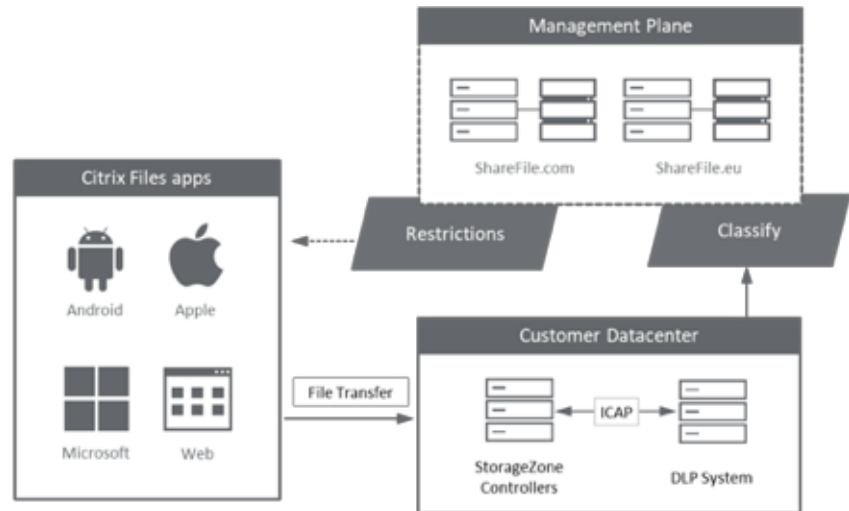 Management Plane
ShareFile.com
ShareFile.eu
Citrix Files apps
Restrictions
Classify
Android
Apple
Customer Datacenter
File Transfer
ICAP
Microsoft
Web
StorageZone
Controllers
DLP System